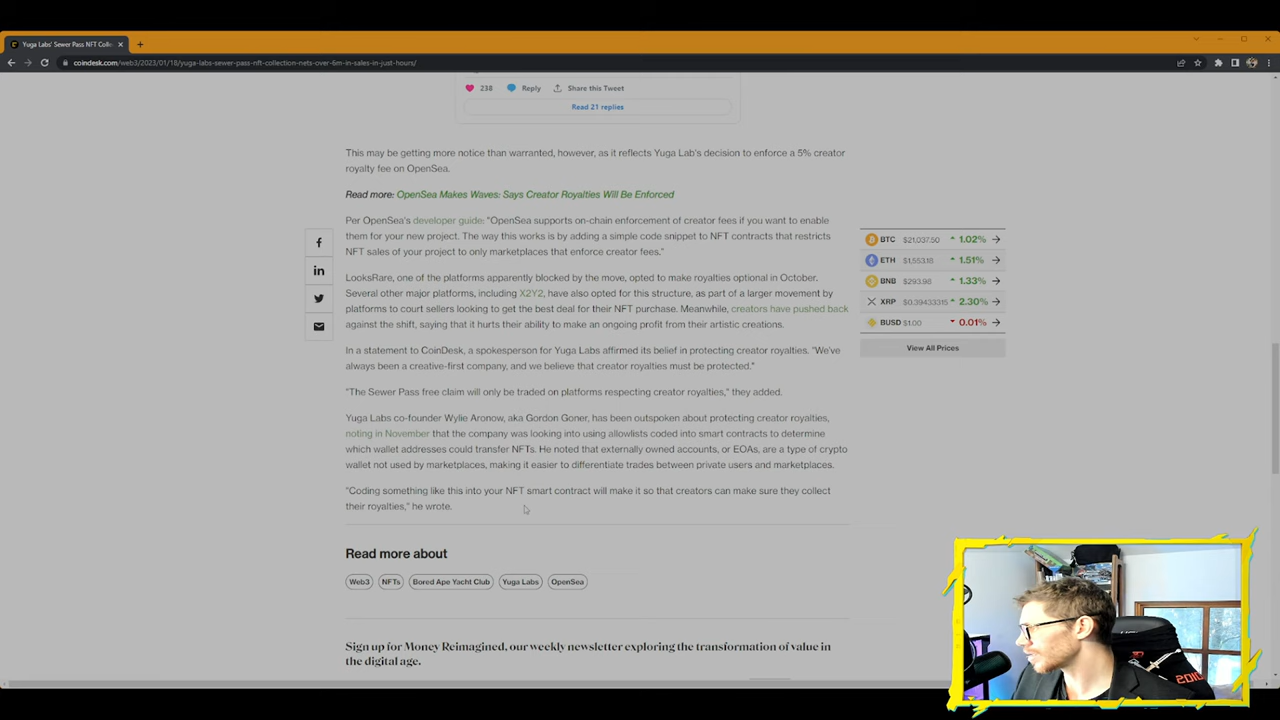 Yuga Labs' Sewer Pass NFT Colle
coindesk.com/web3/2023/01/18/yuga-labs-sewer-pass-nft-collection-nets-over-6m-in-sales-in-just-hours/
238 Reply Share this Tweet
Read 21 replies
This may be getting more notice than warranted, however, as it reflects Yuga Lab's decision to enforce a 5% creator
royalty fee on OpenSea.
Read more: OpenSea Makes Waves: Says Creator Royalties Will Be Enforced
Per OpenSea's developer guide: "OpenSea supports on-chain enforcement of creator fees if you want to enable
them for your new project. The way this works is by adding a simple code snippet to NFT contracts that restricts
NFT sales of your project to only marketplaces that enforce creator fees."
LooksRare, one of the platforms apparently blocked by the move, opted to make royalties optional in October.
Several other major platforms, including X2Y2, have also opted for this structure, as part of a larger movement by
platforms to court sellers looking to get the best deal for their NFT purchase. Meanwhile, creators have pushed back
against the shift, saying that it hurts their ability to make an ongoing profit from their artistic creations.
In a statement to CoinDesk, a spokesperson for Yuga Labs affirmed its belief in protecting creator royalties. "We've
always been a creative-first company, and we believe that creator royalties must be protected."
"The Sewer Pass free claim will only be traded on platforms respecting creator royalties," they added.
Yuga Labs co-founder Wylie Aronow, aka Gordon Goner, has been outspoken about protecting creator royalties,
noting in November that the company was looking into using allowlists coded into smart contracts to determine
which wallet addresses could transfer NFTs. He noted that externally owned accounts, or EOAs, are a type of crypto
wallet not used by marketplaces, making it easier to differentiate trades between private users and marketplaces.
"Coding something like this into your NFT smart contract will make it so that creators can make sure they collect
their royalties," he wrote.
Read more about
Web3 NFTs Bored Ape Yacht Club Yuga Labs OpenSea
Sign up for Money Reimagined, our weekly newsletter exploring the transformation of value in
the digital age.
BTC $21,037.50 1.02%
ETH $1,553.18 1.51%
BNB $293.98 1.33%
XRP $0.39433315 2.30%
BUSD $1.00 0.01%
View All Prices